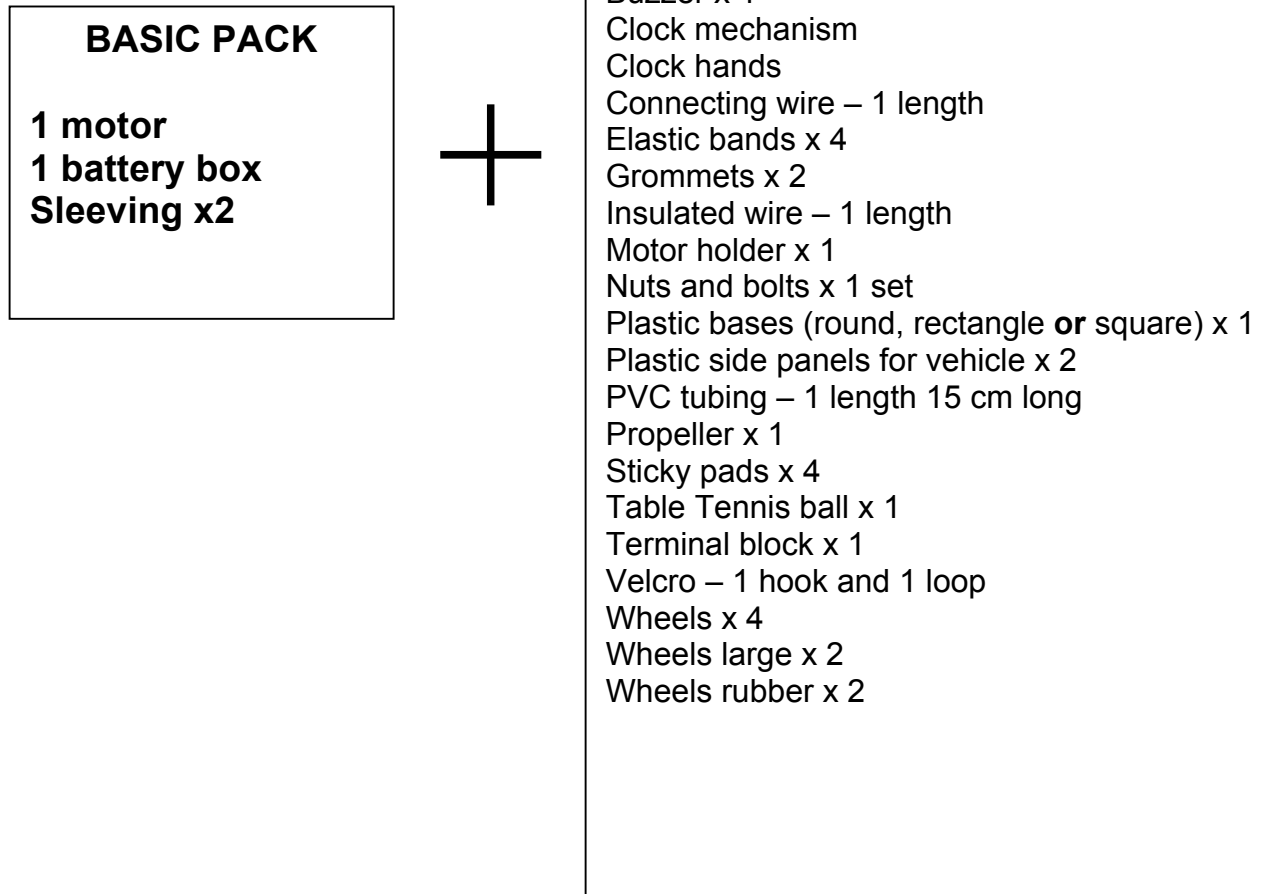 BASIC PACK
1 motor
1 battery box
Sleeving x2
Clock mechanism
Clock hands
Connecting wire – 1 length
Elastic bands x 4
Grommets x 2
Insulated wire – 1 length
Motor holder x 1
Nuts and bolts x 1 set
Plastic bases (round, rectangle or square) x 1
Plastic side panels for vehicle x 2
PVC tubing – 1 length 15 cm long
Propeller x 1
Sticky pads x 4
Table Tennis ball x 1
Terminal block x 1
Velcro – 1 hook and 1 loop
Wheels x 4
Wheels large x 2
Wheels rubber x 2